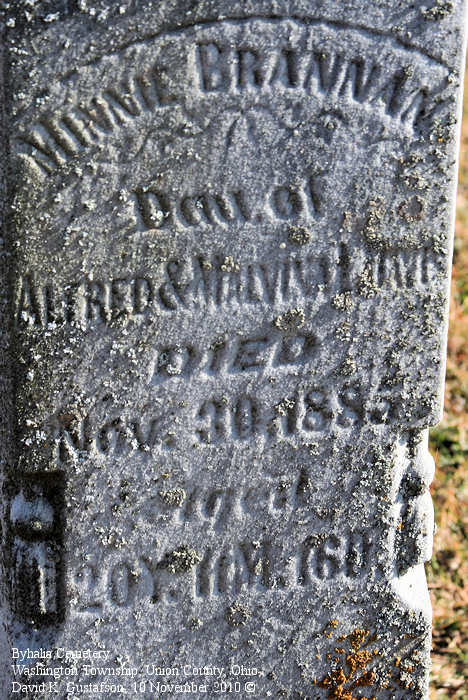 MINNIE BRANNAN
Dau. of
ALFRED & MALVINA
DIED
Nov. 30, 1885
Aged
20Y. 11M. 16D.
Byhalia Cemetery
Washington Township, Union County, Ohio,
David K. Gustafson, 10 November 2010 ©